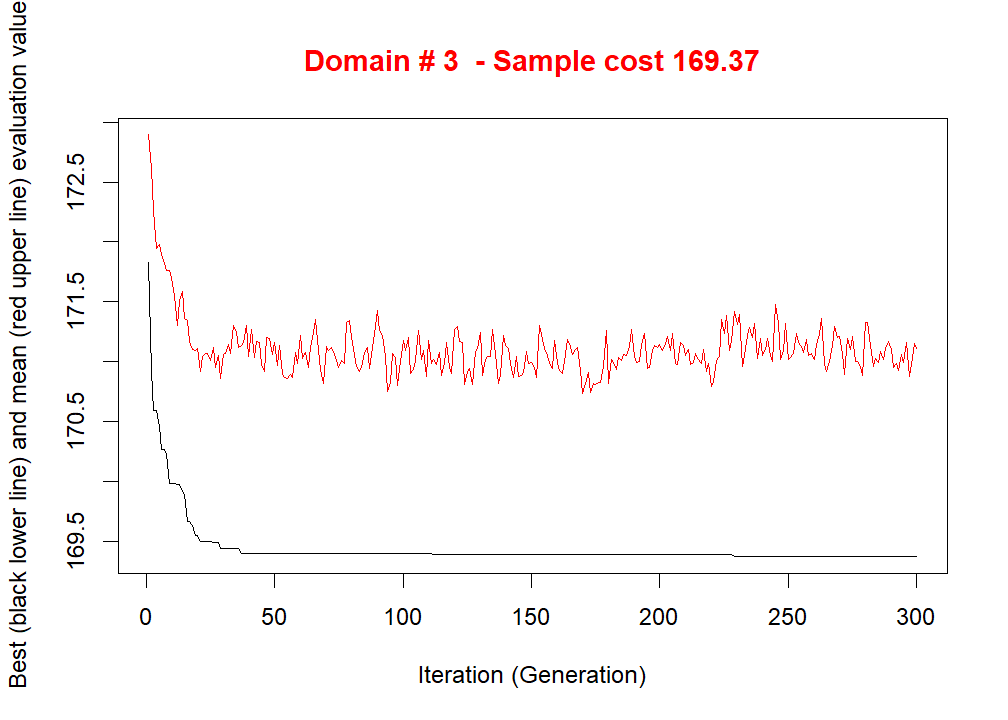 Domain # 3  - Sample cost 169.37
Best (black lower line) and mean (red upper line) evaluation value
172.5
171.5
170.5
169.5
0 50 100 150 200 250 300
Iteration (Generation)